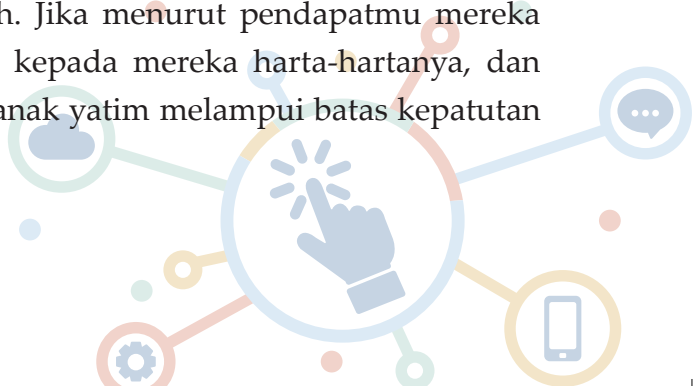 h. Jika menurut pendapatmu mereka
kepada mereka harta-hartanya, dan
anak yatim melampui batas kepatutan